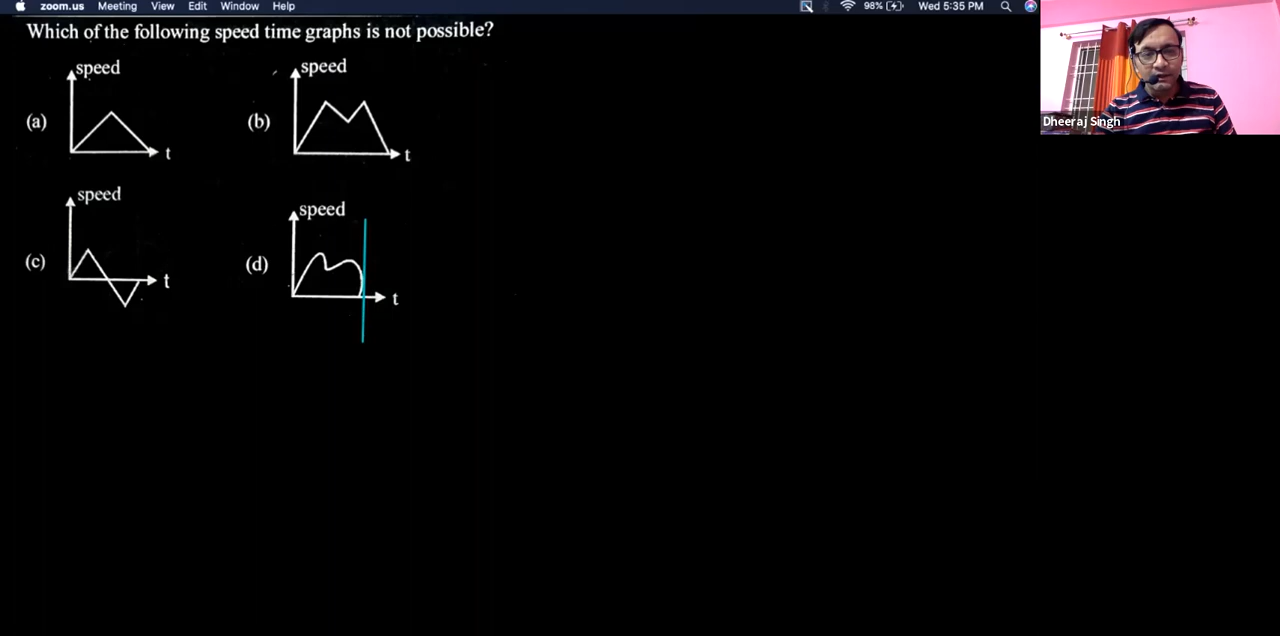 zoom.us Meeting View Edit Window Help 98% Wed 5:35 PM
Which of the following speed time graphs is not possible?
speed
(a)
t
speed
(b)
t
speed
(c)
t
speed
(d)
t
Dheeraj Singh